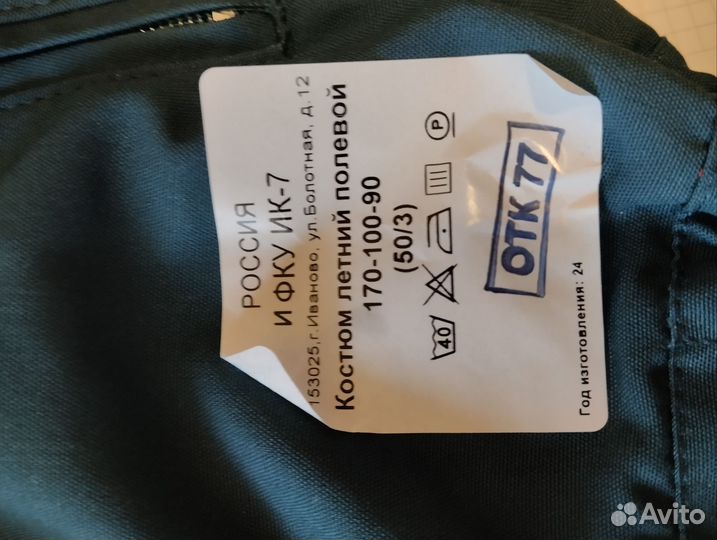 РОССИЯ
И ФКУ ИК-7
153025,г.Иваново, ул.Болотная, д.12
Костюм летний полевой
170-100-90
(50/3)
40
P
ОТК 77
Год изготовления: 24
Avito